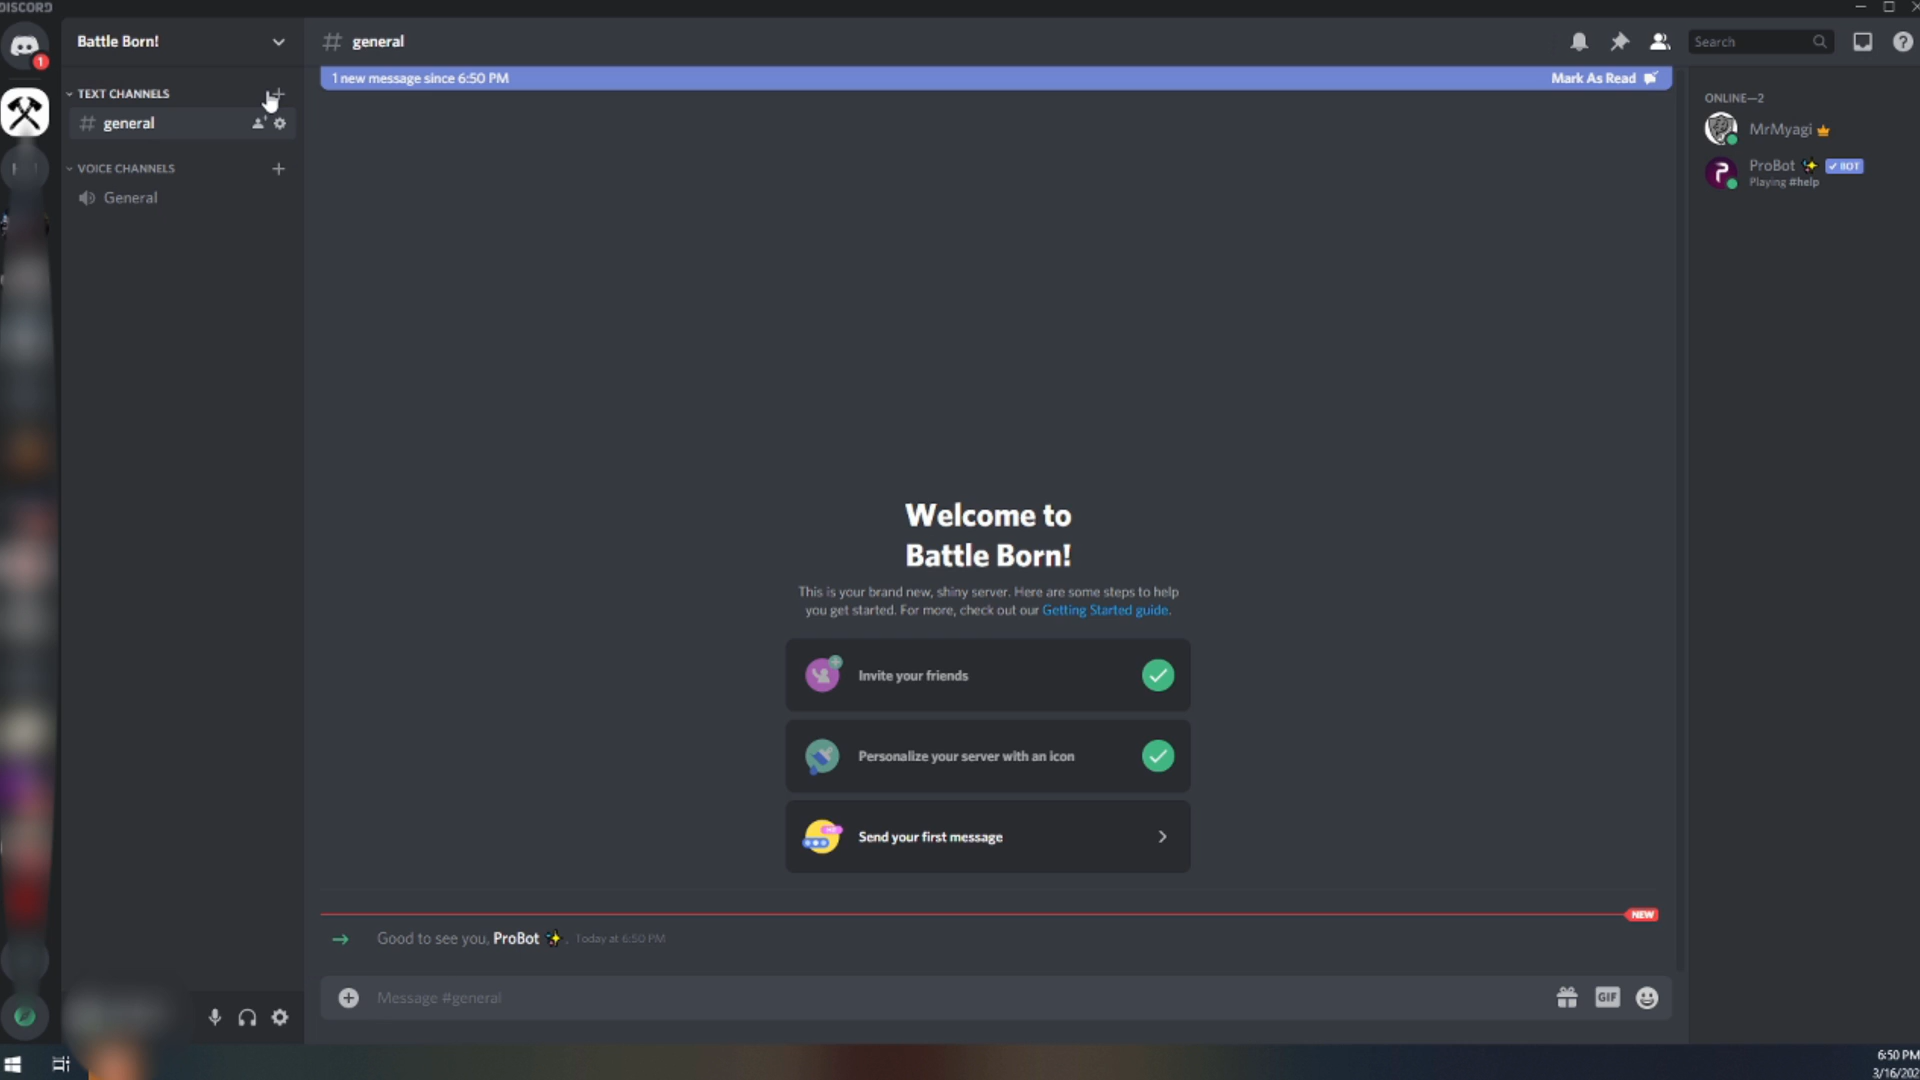 DISCORD
Battle Born!
general
Search
1 new message since 6:50 PM
Mark As Read
1
TEXT CHANNELS
general
VOICE CHANNELS
General
ONLINE—2
MrMyagi
ProBot ✨ ✓ BOT
Playing #help
Welcome to
Battle Born!
This is your brand new, shiny server. Here are some steps to help
you get started. For more, check out our Getting Started guide.
Invite your friends
Personalize your server with an icon
Send your first message
NEW
Good to see you, ProBot ✨. Today at 6:50 PM
Message #general
GIF
6:50 PM
3/16/202